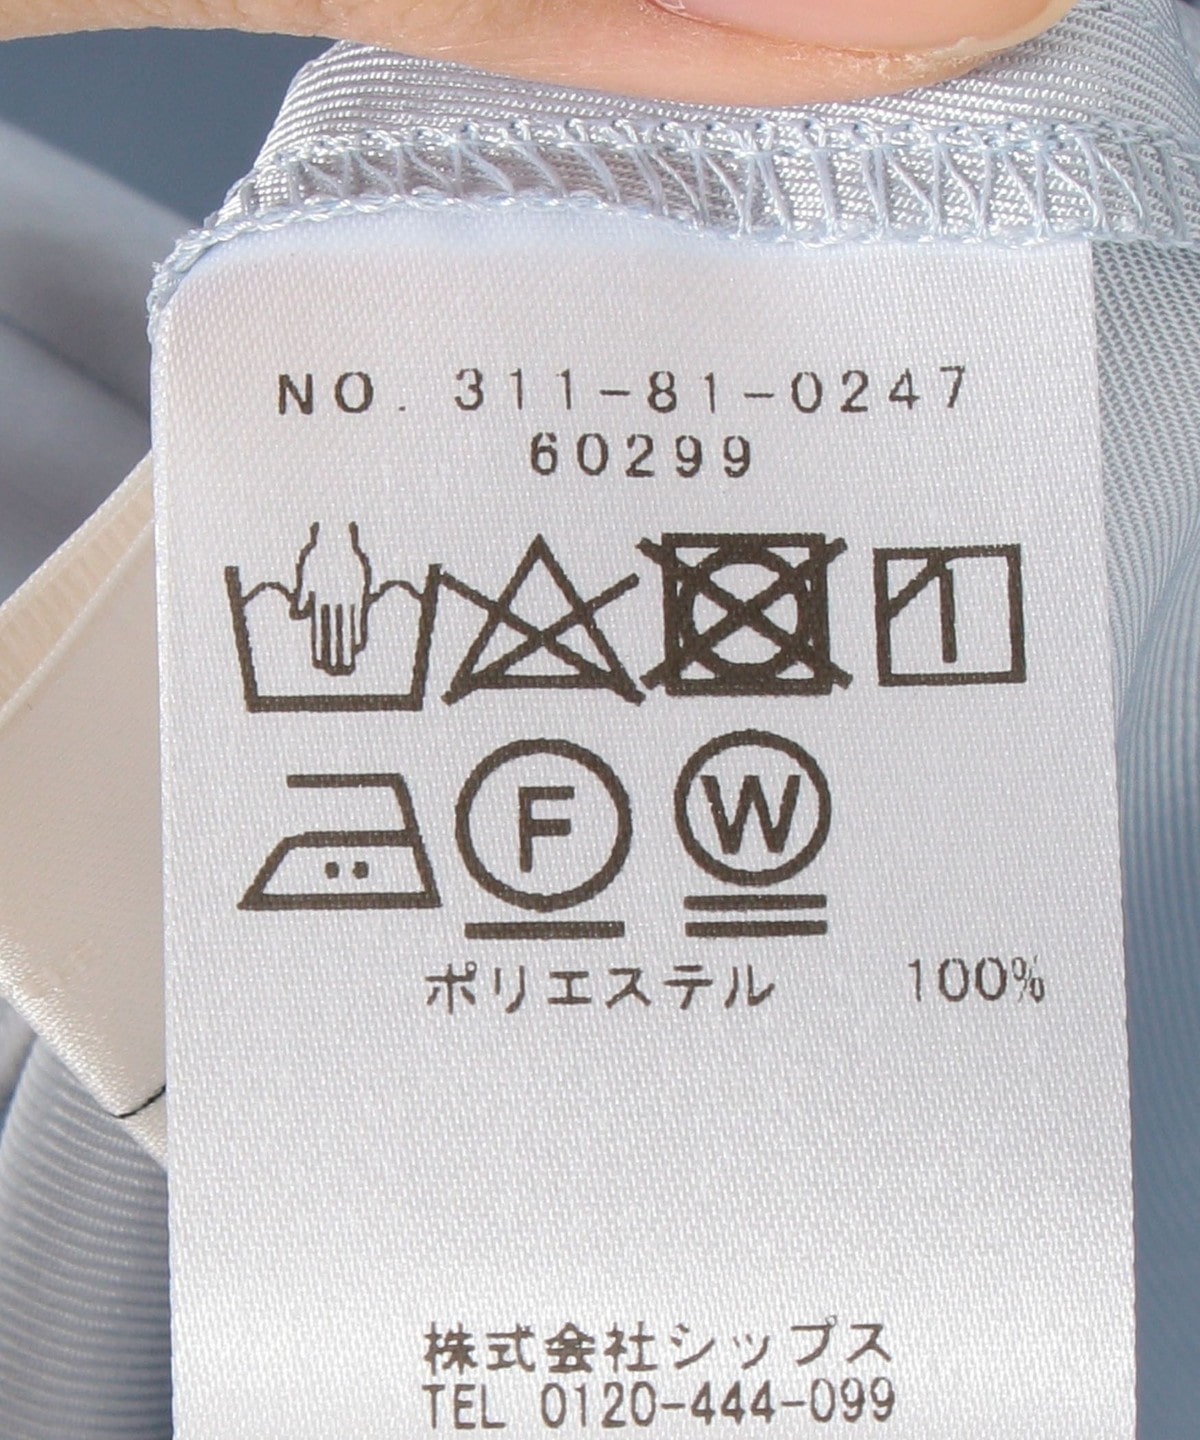 NO. 311-81-0247
60299
F W
ポリエステル 100%
株式会社シップス
TEL 0120-444-099